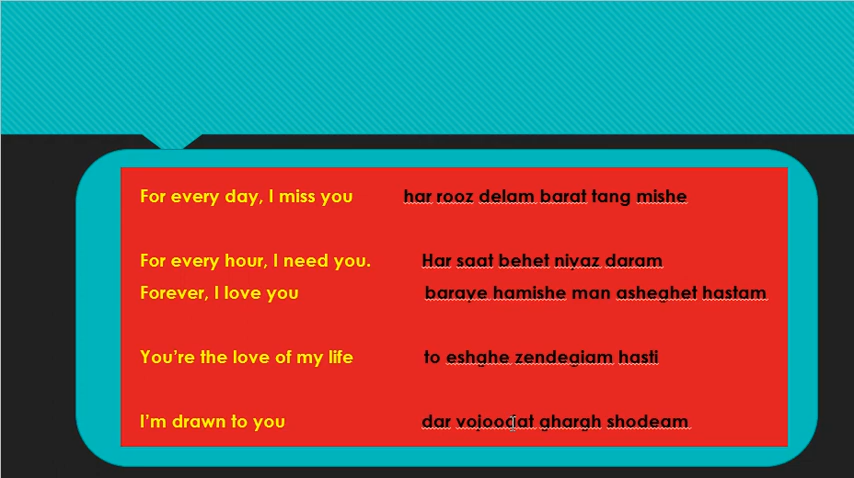 For every day, I miss you har rooz delam barat tang mishe
For every hour, I need you. Har saat behet niyaz daram
Forever, I love you baraye hamishe man asheghet hastam
You're the love of my life to eshghe zendegiam hasti
I'm drawn to you dar vojoodat ghargh shodeam